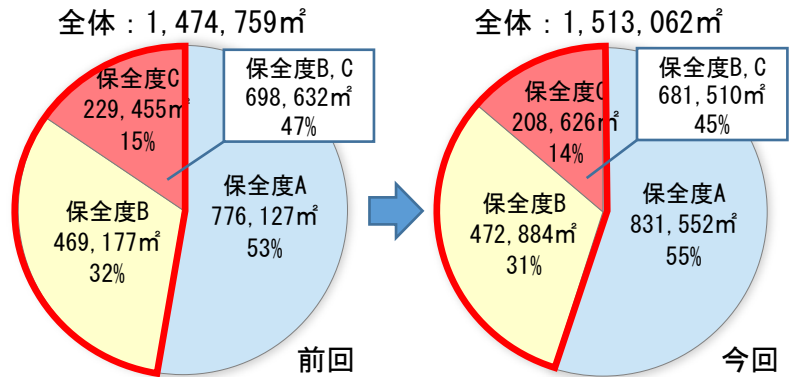 全体：1,474,759㎡
保全度C
229,455㎡
15%
保全度B,C
698,632㎡
47%
保全度B
469,177㎡
32%
保全度A
776,127㎡
53%
前回
全体：1,513,062㎡
保全度C
208,626㎡
14%
保全度B,C
681,510㎡
45%
保全度B
472,884㎡
31%
保全度A
831,552㎡
55%
今回